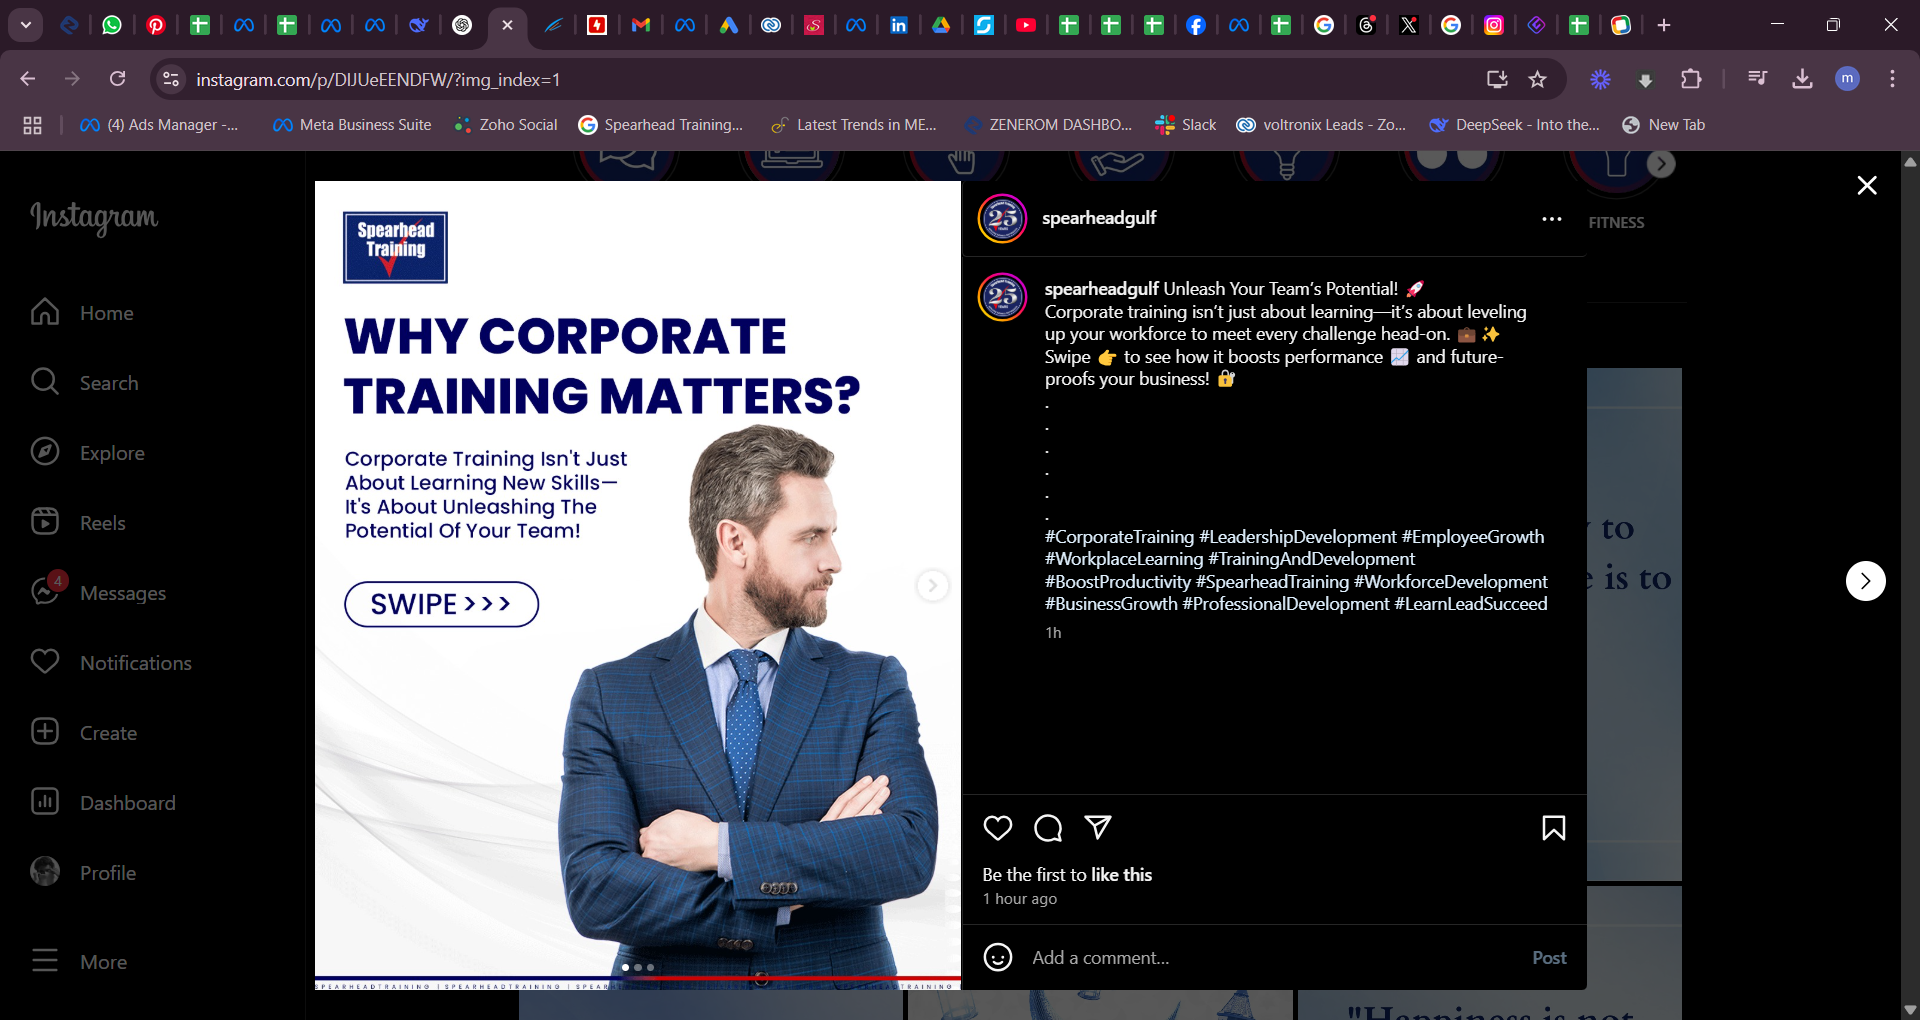 instagram.com/p/DIJUeEENDFW/?img_index=1
m
(4) Ads Manager -...
Meta Business Suite
Zoho Social
Spearhead Training...
Latest Trends in ME...
ZENEROM DASHBO...
Slack
voltronix Leads - Zo...
DeepSeek - Into the...
New Tab
Instagram
Home
Search
Explore
Reels
4
Messages
Notifications
Create
Dashboard
Profile
More
Spearhead
Training
WHY CORPORATE
TRAINING MATTERS?
Corporate Training Isn't Just
About Learning New Skills—
It's About Unleashing The
Potential Of Your Team!
SWIPE >>>
SPEARHEADTRAINING | SPEARHEADTRAINING | SPEAR
FITNESS
25
spearheadgulf
25
spearheadgulf Unleash Your Team's Potential! 🚀
Corporate training isn't just about learning—it's about leveling
up your workforce to meet every challenge head-on. 💼 ✨
Swipe 👉 to see how it boosts performance 📈 and future-
proofs your business! 🔐
.
.
.
.
.
.
#CorporateTraining #LeadershipDevelopment #EmployeeGrowth
#WorkplaceLearning #TrainingAndDevelopment
#BoostProductivity #SpearheadTraining #WorkforceDevelopment
#BusinessGrowth #ProfessionalDevelopment #LearnLeadSucceed
1h
Be the first to like this
1 hour ago
Add a comment...
Post
to
is to
"Happiness is not